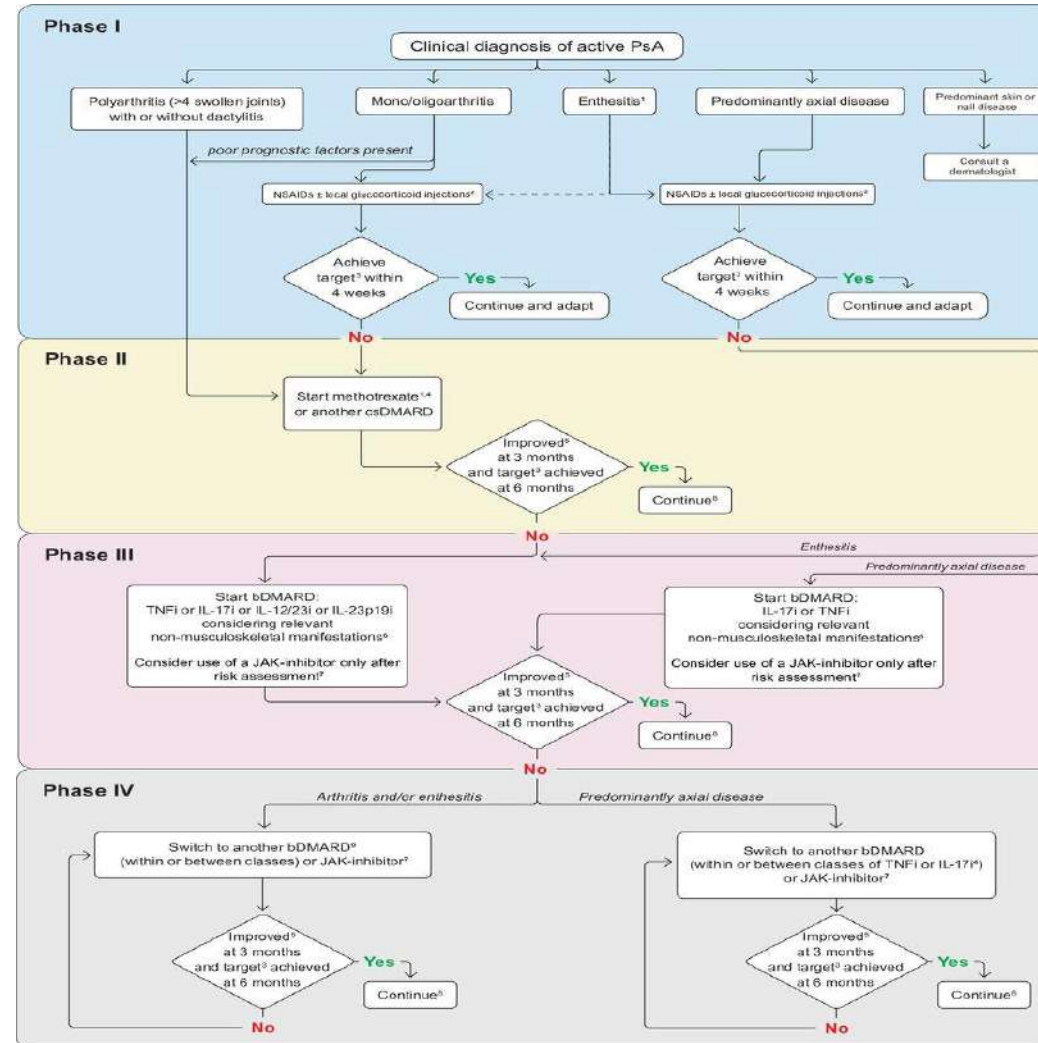 Phase I
Clinical diagnosis of active PsA
Polyarthritis (>4 swollen joints)
with or without dactylitis
Mono/oligoarthritis
Enthesitis¹
Predominantly axial disease
Predominant skin or
nail disease
poor prognostic factors present
Consult a
dermatologist
NSAIDs ± local glucocorticoid injections²
NSAIDs ± local glucocorticoid injections²
Achieve
target³ within
4 weeks
Yes
Continue and adapt
No
Achieve
target³ within
4 weeks
Yes
Continue and adapt
No
Phase II
Start methotrexate¹,⁴
or another csDMARD
Improved⁵
at 3 months
and target³ achieved
at 6 months
Yes
Continue⁸
No
Phase III
Enthesitis
Predominantly axial disease
Start bDMARD:
TNFi or IL-17i or IL-12/23i or IL-23p19i
considering relevant
non-musculoskeletal manifestations⁶
Consider use of a JAK-inhibitor only after
risk assessment⁷
Start bDMARD:
IL-17i or TNFi
considering relevant
non-musculoskeletal manifestations⁶
Consider use of a JAK-inhibitor only after
risk assessment⁷
Improved⁵
at 3 months
and target³ achieved
at 6 months
Yes
Continue⁸
No
Phase IV
Arthritis and/or enthesitis
Predominantly axial disease
Switch to another bDMARD⁹
(within or between classes) or JAK-inhibitor⁷
Improved⁵
at 3 months
and target³ achieved
at 6 months
Yes
Continue⁸
No
Switch to another bDMARD
(within or between classes of TNFi or IL-17i)
or JAK-inhibitor⁷
Improved⁵
at 3 months
and target³ achieved
at 6 months
Yes
Continue⁸
No